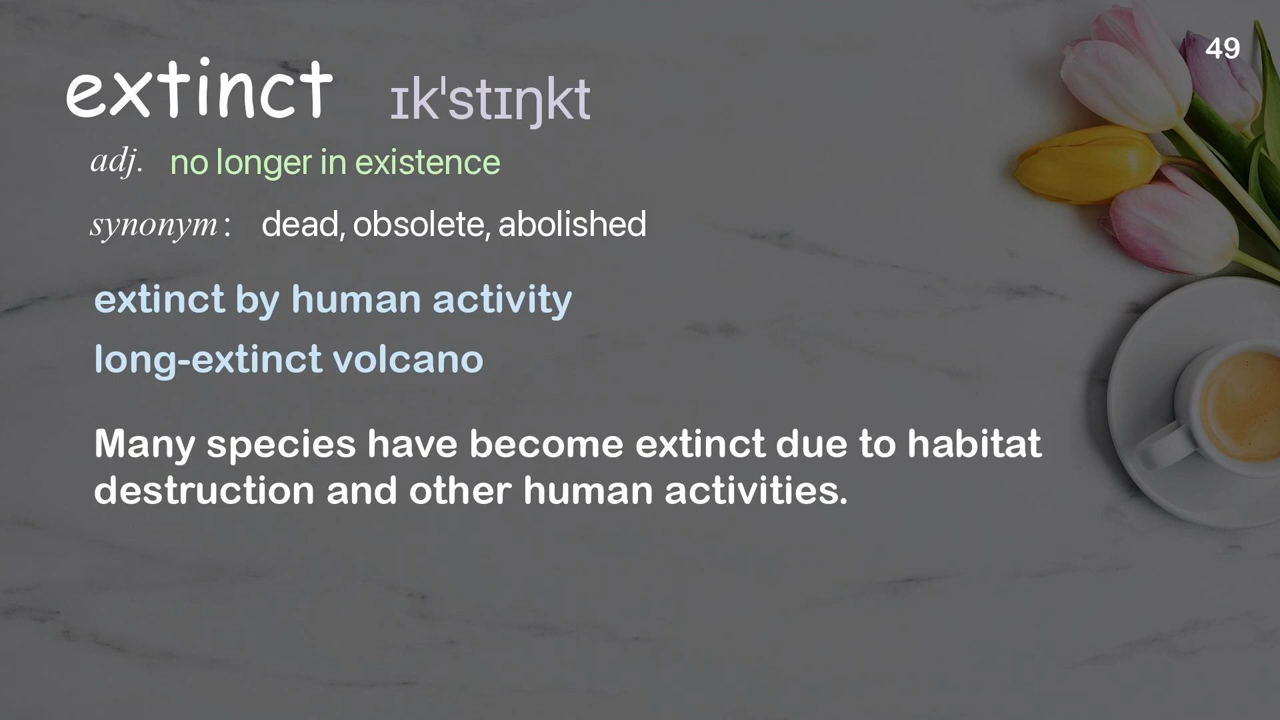 49
extinct ɪkˈstɪŋkt
adj. no longer in existence
synonym: dead, obsolete, abolished
extinct by human activity
long-extinct volcano
Many species have become extinct due to habitat
destruction and other human activities.